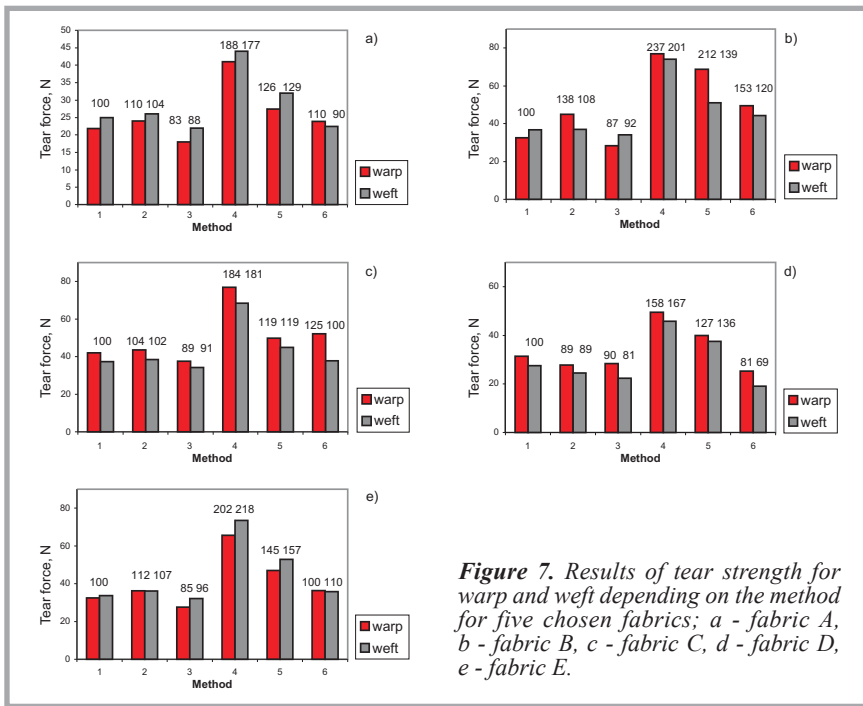 a)
50
45
40
35
30
25
20
15
10
5
0
Tear force, N
100
110 104
83 88
188 177
126 129
110 90
1 2 3 4 5 6
Method
warp
weft
b)
80
60
40
20
0
Tear force, N
100
138 108
87 92
237 201
212 139
153 120
1 2 3 4 5 6
Method
warp
weft
c)
80
60
40
20
0
Tear force, N
100
104 102
89 91
184 181
119 119
125 100
1 2 3 4 5 6
Method
warp
weft
d)
60
40
20
0
Tear force, N
100
89 89
90 81
158 167
127 136
81 69
1 2 3 4 5 6
Method
warp
weft
e)
80
60
40
20
0
Tear force, N
100
112 107
85 96
202 218
145 157
100 110
1 2 3 4 5 6
Method
warp
weft
Figure 7. Results of tear strength for
warp and weft depending on the method
for five chosen fabrics; a - fabric A,
b - fabric B, c - fabric C, d - fabric D,
e - fabric E.